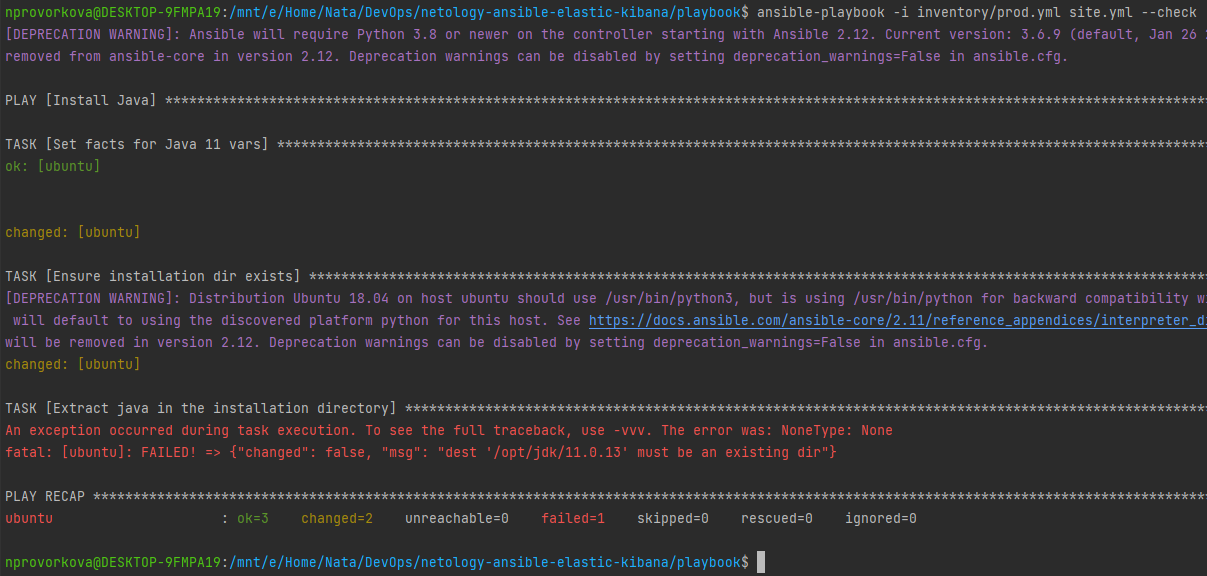 nprovorkova@DESKTOP-9FMPA19:/mnt/e/Home/Nata/DevOps/netology-ansible-elastic-kibana/playbook$ ansible-playbook -i inventory/prod.yml site.yml --check
[DEPRECATION WARNING]: Ansible will require Python 3.8 or newer on the controller starting with Ansible 2.12. Current version: 3.6.9 (default, Jan 26
removed from ansible-core in version 2.12. Deprecation warnings can be disabled by setting deprecation_warnings=False in ansible.cfg.
PLAY [Install Java] **********************************************************************************************************************************
TASK [Set facts for Java 11 vars] ********************************************************************************************************************
ok: [ubuntu]
changed: [ubuntu]
TASK [Ensure installation dir exists] ****************************************************************************************************************
[DEPRECATION WARNING]: Distribution Ubuntu 18.04 on host ubuntu should use /usr/bin/python3, but is using /usr/bin/python for backward compatibility
will default to using the discovered platform python for this host. See https://docs.ansible.com/ansible-core/2.11/reference_appendices/interpreter_d
will be removed in version 2.12. Deprecation warnings can be disabled by setting deprecation_warnings=False in ansible.cfg.
changed: [ubuntu]
TASK [Extract java in the installation directory] ****************************************************************************************************
An exception occurred during task execution. To see the full traceback, use -vvv. The error was: NoneType: None
fatal: [ubuntu]: FAILED! => {"changed": false, "msg": "dest '/opt/jdk/11.0.13' must be an existing dir"}
PLAY RECAP *******************************************************************************************************************************************
ubuntu : ok=3 changed=2 unreachable=0 failed=1 skipped=0 rescued=0 ignored=0
nprovorkova@DESKTOP-9FMPA19:/mnt/e/Home/Nata/DevOps/netology-ansible-elastic-kibana/playbook$